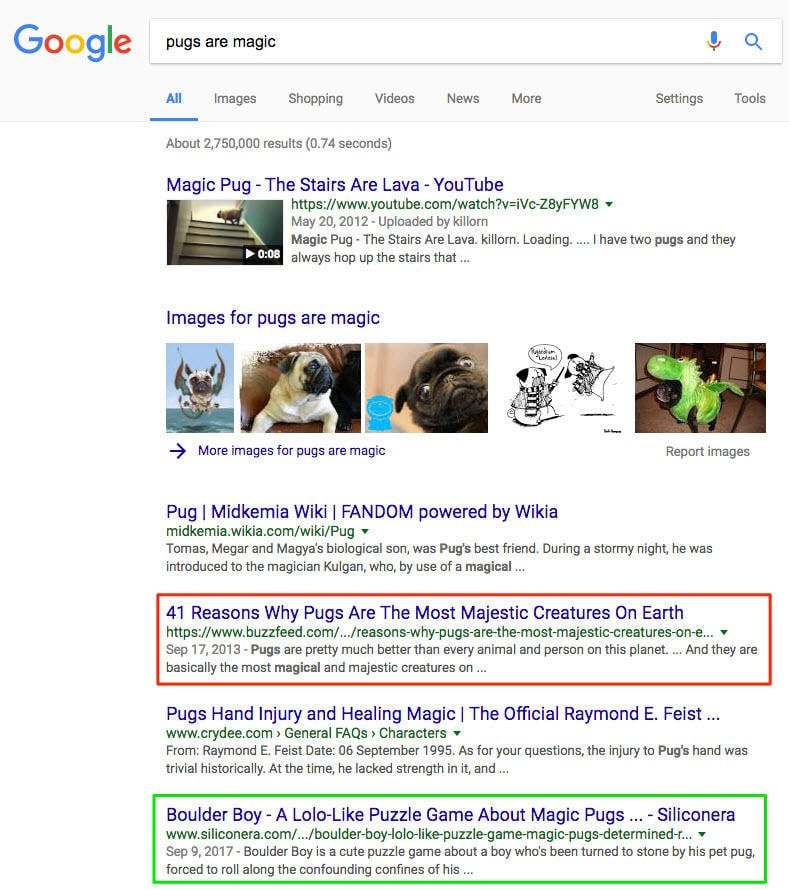 Google
pugs are magic
All Images Shopping Videos News More Settings Tools
About 2,750,000 results (0.74 seconds)
Magic Pug - The Stairs Are Lava - YouTube
https://www.youtube.com/watch?v=iVc-Z8yFYW8
May 20, 2012 - Uploaded by killorn
0:08
Magic Pug - The Stairs Are Lava. killorn. Loading. .... I have two pugs and they
always hop up the stairs that ...
Images for pugs are magic
More images for pugs are magic
Report images
Pug | Midkemia Wiki | FANDOM powered by Wikia
midkemia.wikia.com/wiki/Pug
Tomas, Megar and Magya's biological son, was Pug's best friend. During a stormy night, he was
introduced to the magician Kulgan, who, by use of a magical ...
41 Reasons Why Pugs Are The Most Majestic Creatures On Earth
https://www.buzzfeed.com/.../reasons-why-pugs-are-the-most-majestic-creatures-on-e...
Sep 17, 2013 - Pugs are pretty much better than every animal and person on this planet. ... And they are
basically the most magical and majestic creatures on ...
Pugs Hand Injury and Healing Magic | The Official Raymond E. Feist ...
www.crydee.com › General FAQs › Characters
From: Raymond E. Feist Date: 06 September 1995. As for your questions, the injury to Pug's hand was
trivial historically. At the time, he lacked strength in it, and ...
Boulder Boy - A Lolo-Like Puzzle Game About Magic Pugs ... - Siliconera
www.siliconera.com/.../boulder-boy-lolo-like-puzzle-game-magic-pugs-determined-r...
Sep 9, 2017 - Boulder Boy is a cute puzzle game about a boy who's been turned to stone by his pet pug,
forced to roll along the confounding confines of his ...